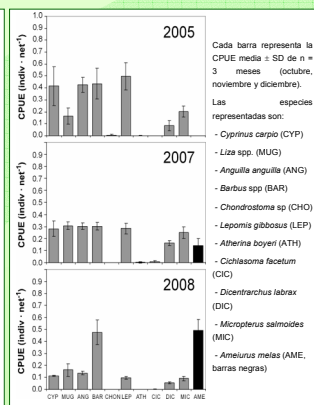 1.0
0.9
0.8
0.7
0.6
0.5
0.4
0.3
0.2
0.1
0.0
CPUE (indiv · net-1)
2005
0.9
0.8
0.7
0.6
0.5
0.4
0.3
0.2
0.1
0.0
CPUE (indiv · net-1)
2007
0.9
0.8
0.7
0.6
0.5
0.4
0.3
0.2
0.1
0.0
CPUE (indiv · net-1)
2008
CYP MUG ANG BAR CHON LEP ATH CIC DIC MIC AME
Cada barra representa la
CPUE media ± SD de n =
3 meses (octubre,
noviembre y diciembre).
Las especies
representadas son:
- Cyprinus carpio (CYP)
- Liza spp. (MUG)
- Anguilla anguilla (ANG)
- Barbus spp (BAR)
- Chondrostoma sp (CHO)
- Lepomis gibbosus (LEP)
- Atherina boyeri (ATH)
- Cichlasoma facetum
(CIC)
- Dicentrarchus labrax
(DIC)
- Micropterus salmoides
(MIC)
- Ameiurus melas (AME,
barras negras)